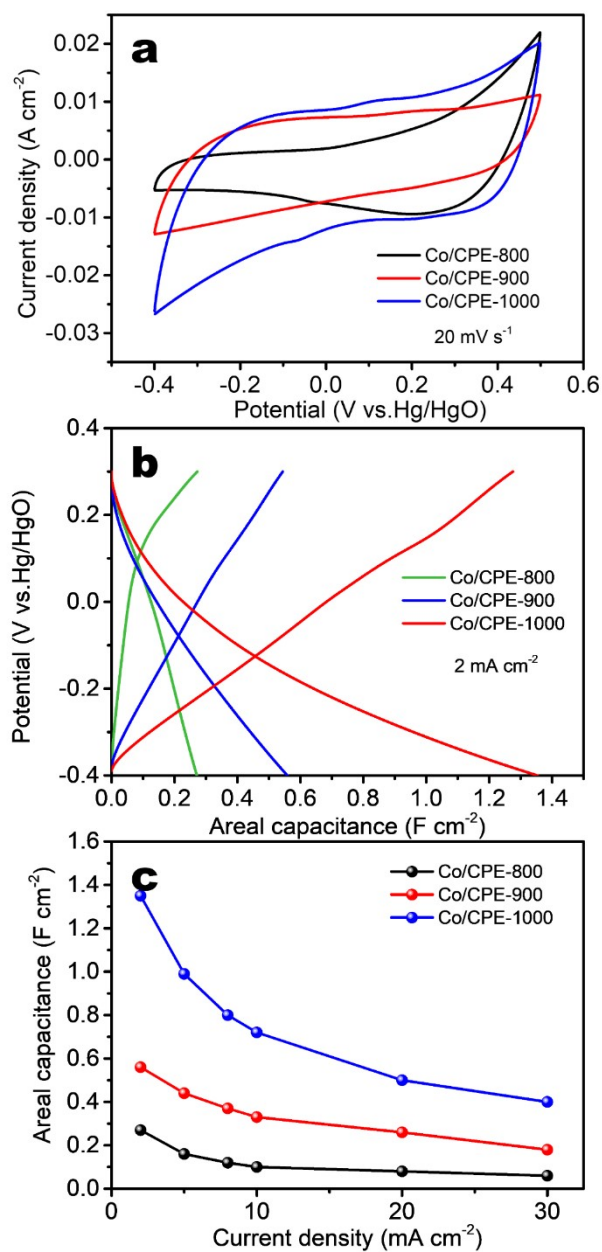 a
0.02
0.01
0.00
-0.01
-0.02
-0.03
Current density (A cm⁻²)
Co/CPE-800
Co/CPE-900
Co/CPE-1000
20 mV s⁻¹
-0.4 -0.2 0.0 0.2 0.4 0.6
Potential (V vs.Hg/HgO)
b
0.4
0.2
0.0
-0.2
-0.4
Potential (V vs.Hg/HgO)
Co/CPE-800
Co/CPE-900
Co/CPE-1000
2 mA cm⁻²
0.0 0.2 0.4 0.6 0.8 1.0 1.2 1.4
Areal capacitance (F cm⁻²)
c
1.6
1.4
1.2
1.0
0.8
0.6
0.4
0.2
0.0
Areal capacitance (F cm⁻²)
Co/CPE-800
Co/CPE-900
Co/CPE-1000
0 5 10 15 20 25 30
Current density (mA cm⁻²)